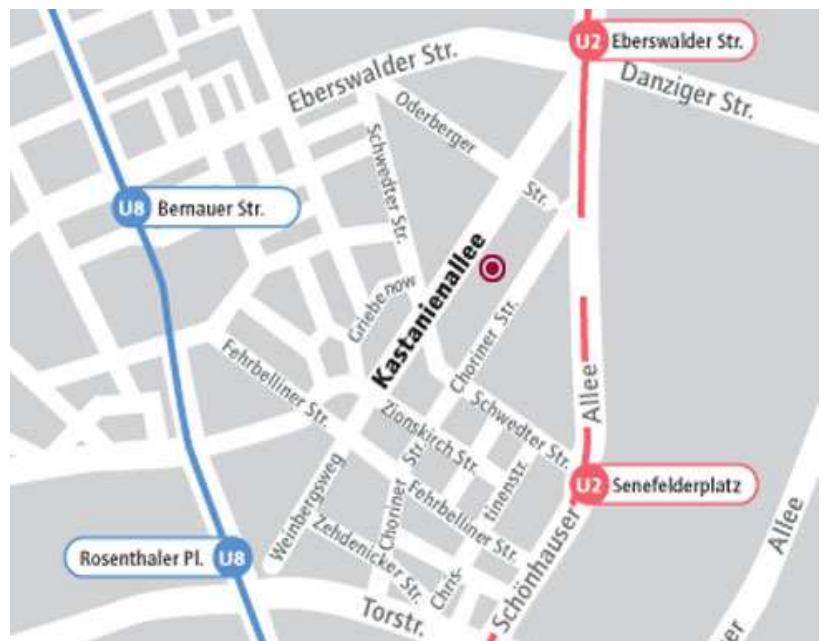 U2 Eberswalder Str.
Eberswalder Str.
Danziger Str.
Oderberger
Str.
Schwedter Str.
U8 Bernauer Str.
Kastanienallee
Griebenow
Choriner Str.
Fehrbelliner Str.
Allee
Schwedter Str.
Zionskirch Str.
U2 Senefelderplatz
Weinbergsweg
Choriner
Str.
Fehrbelliner Str.
Chris-
tinenstr.
Zehdenicker Str.
Schönhauser
Allee
Rosenthaler Pl. U8
Torstr.
er